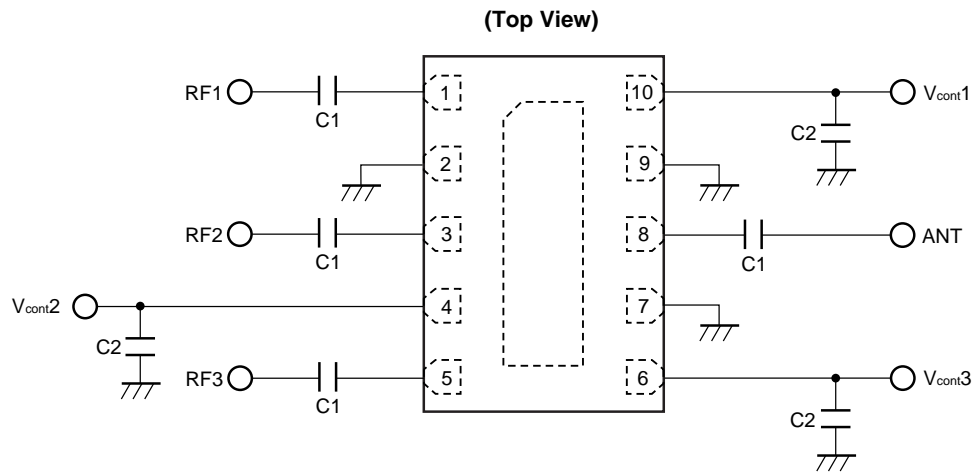 (Top View)
RF1
C1
1
10
Vcont1
C2
2
9
RF2
C1
3
8
C1
ANT
Vcont2
C2
4
7
RF3
C1
5
6
Vcont3
C2